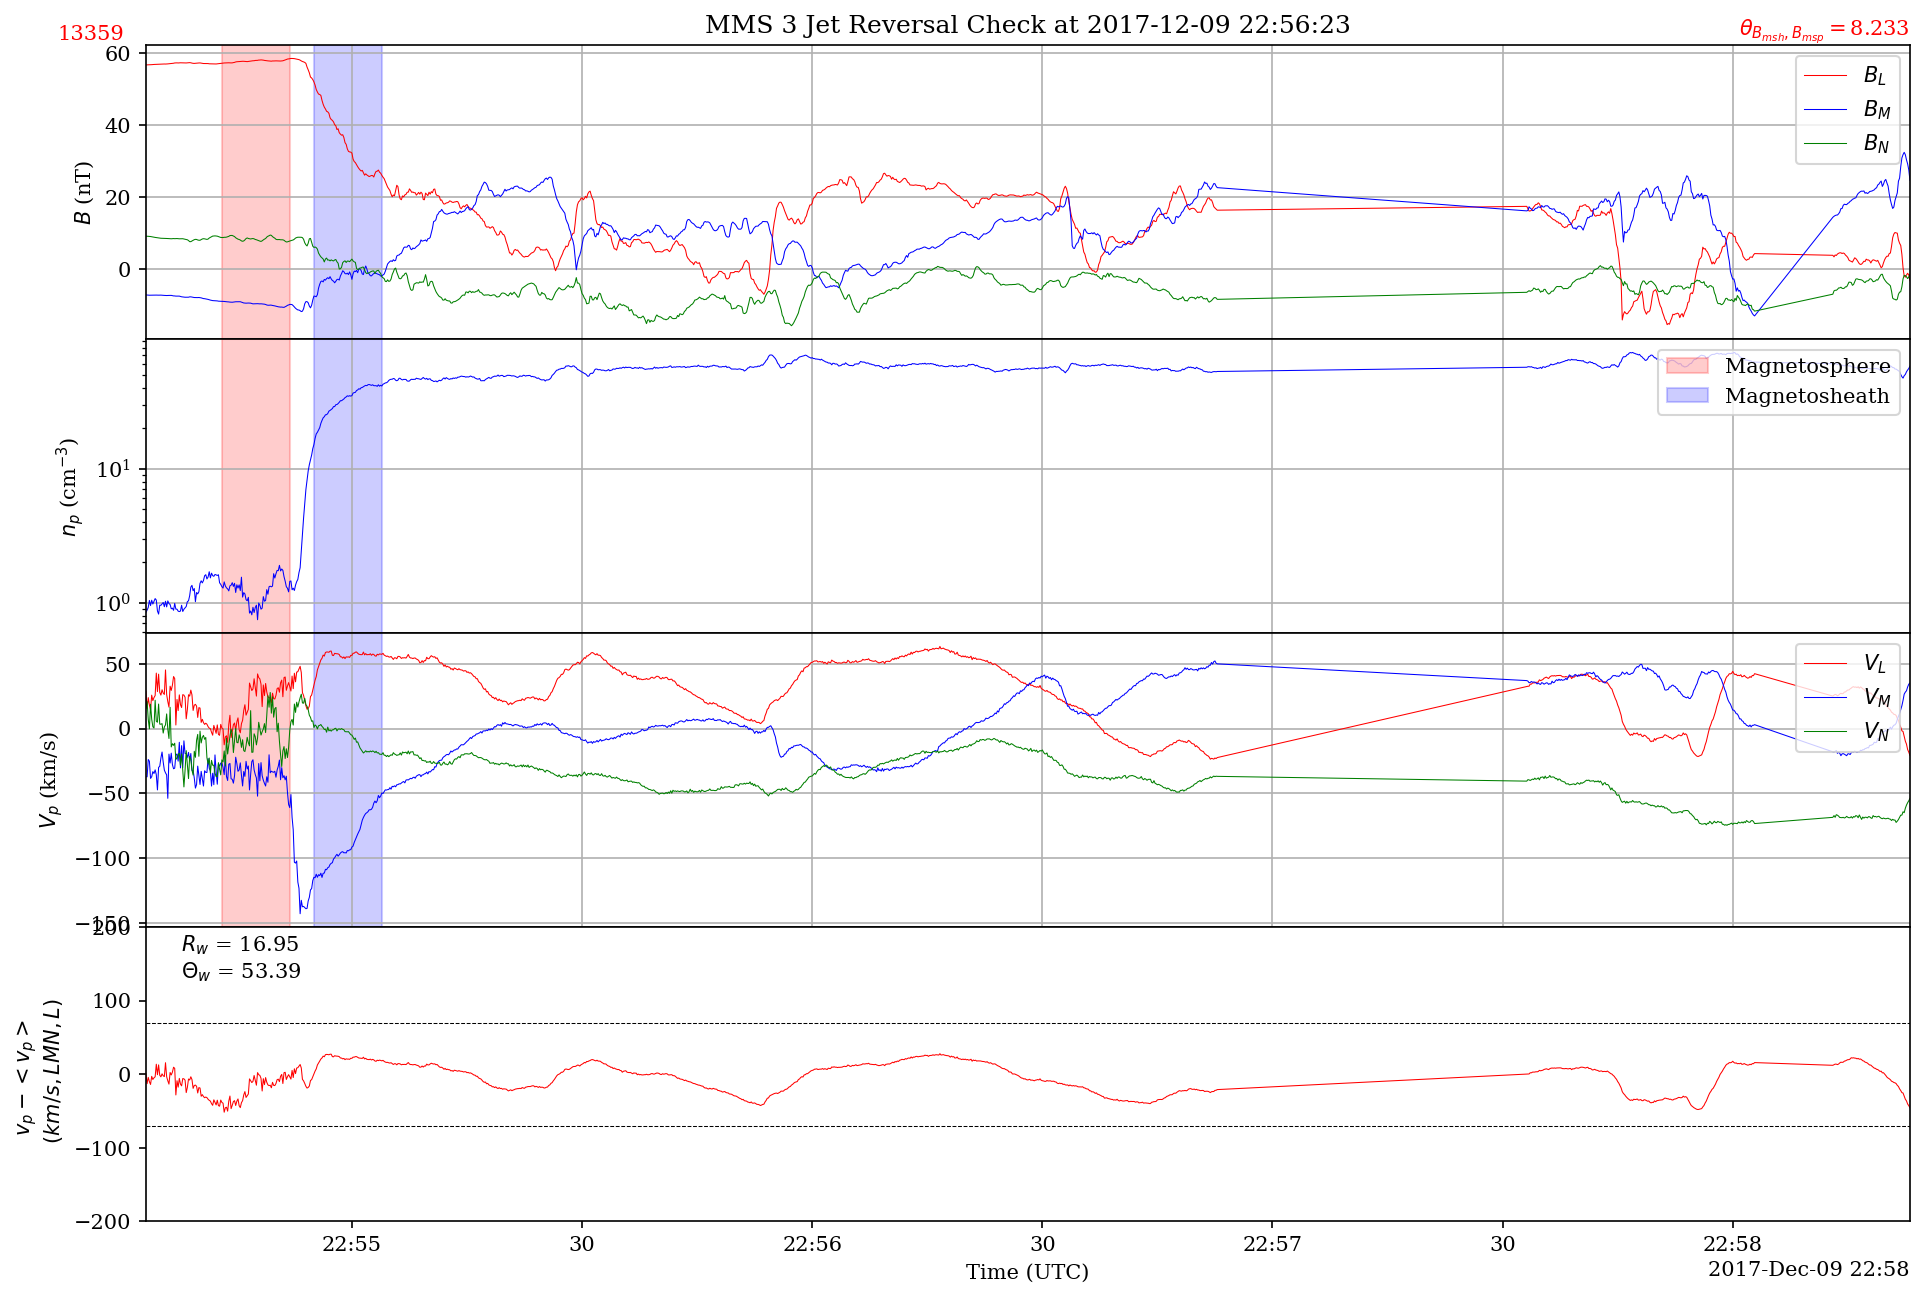 MMS 3 Jet Reversal Check at 2017-12-09 22:56:23
13359
θ_{B_{msh}, B_{msp}} = 8.233
60
40
20
0
B (nT)
B_L
B_M
B_N
10^1
10^0
n_p (cm^{−3})
Magnetosphere
Magnetosheath
50
0
−50
−100
−150
V_p (km/s)
V_L
V_M
V_N
200
100
0
−100
−200
v_p − <v_p>
(km/s, LMN, L)
R_w = 16.95
Θ_w = 53.39
22:55 30 22:56 30 22:57 30 22:58
Time (UTC)
2017-Dec-09 22:58